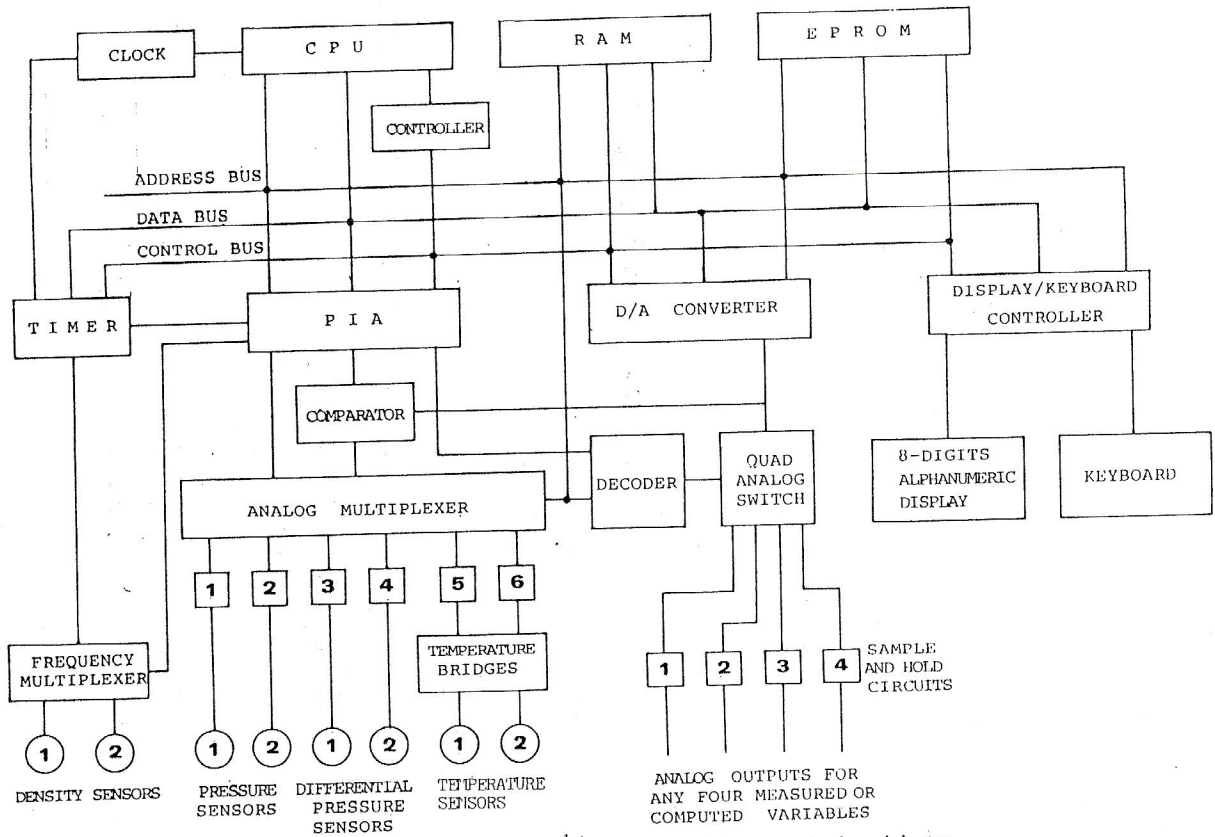 CLOCK
C P U
R A M
E P R O M
CONTROLLER
ADDRESS BUS
DATA BUS
CONTROL BUS
T I M E R
P I A
D/A CONVERTER
DISPLAY/KEYBOARD
CONTROLLER
COMPARATOR
ANALOG MULTIPLEXER
DECODER
QUAD
ANALOG
SWITCH
8-DIGITS
ALPHANUMERIC
DISPLAY
KEYBOARD
1 2 3 4 5 6
FREQUENCY
MULTIPLEXER
TEMPERATURE
BRIDGES
1 2 3 4
SAMPLE
AND HOLD
CIRCUITS
1 2
1 2 1 2 1 2
DENSITY SENSORS
PRESSURE
SENSORS
DIFFERENTIAL
PRESSURE
SENSORS
TEMPERATURE
SENSORS
ANALOG OUTPUTS FOR
ANY FOUR MEASURED OR
COMPUTED VARIABLES